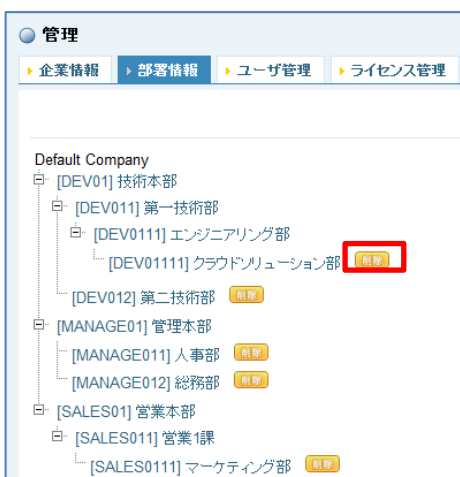 管理
企業情報 部署情報 ユーザ管理 ライセンス管理
Default Company
[DEV01] 技術本部
[DEV011] 第一技術部
[DEV0111] エンジニアリング部
[DEV01111] クラウドソリューション部 削除
[DEV012] 第二技術部 削除
[MANAGE01] 管理本部
[MANAGE011] 人事部 削除
[MANAGE012] 総務部 削除
[SALES01] 営業本部
[SALES011] 営業1課
[SALES0111] マーケティング部 削除